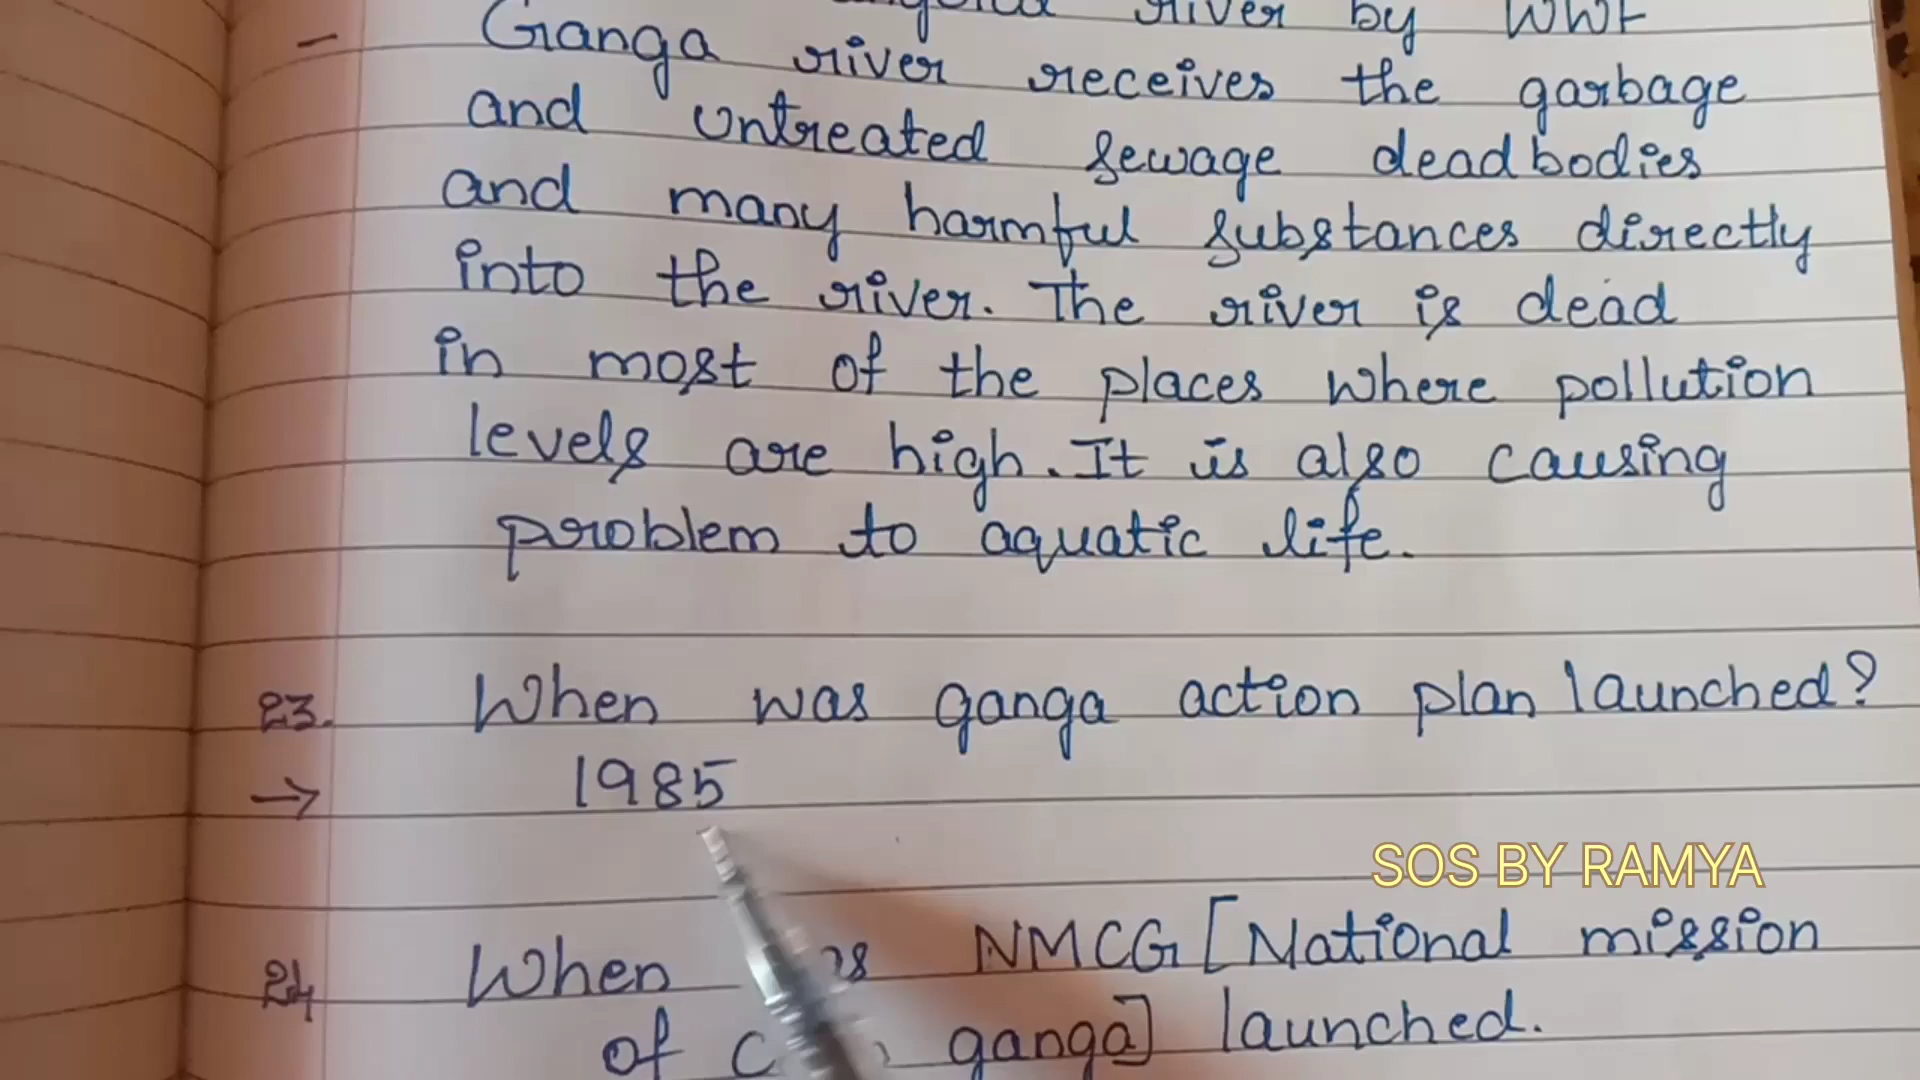 river by WWF
- Ganga river receives the garbage
and untreated sewage deadbodies
and many harmful substances directly
into the river. The river is dead
in most of the places where pollution
levels are high. It is also causing
problem to aquatic life.
23. When was ganga action plan launched?
→ 1985
SOS BY RAMYA
24 When NMCG [National mission
of ganga] launched.